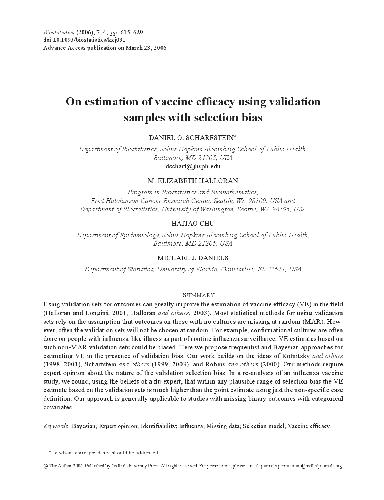 Biostatistics (2006), 7, 4, pp.
Advance Access publication on March 23, 2006
On estimation of vaccine efficacy using validation
samples with selection bias
DANIEL O. SCHARFSTEIN*
Department of Biostatistics, Johns Hopkins Bloomberg School of Public Health,
Baltimore, MD 21205, USA
M. ELIZABETH HALLORAN
Program in Biostatistics and Biomathematics,
Fred Hutchinson Cancer Research Center, Seattle, WA 98109, USA and
Department of Biostatistics, University of Washington, Seattle, WA USA
HAITAO CHU
Department of Epidemiology, Johns Hopkins Bloomberg School of Public Health,
Baltimore, MD 21205, USA
MICHAEL J. DANIELS
Department of Statistics, University of Florida, Gainesville, FL 32611, USA
SUMMARY
Using validation sets for outcomes can greatly improve the estimation of vaccine efficacy (VE) in the field
(Halloran and Longini, 2001; Halloran and others, 2003). Most statistical methods for using validation
sets rely on the assumption that outcomes on those with no cultures are missing at random (MAR). How-
ever, often the validation sets will not be chosen at random. For example, confirmational cultures are often
done on people with influenza-like illness as part of routine influenza surveillance. VE estimates based on
such non-MAR validation sets could be biased. Here we propose frequentist and Bayesian approaches for
estimating VE in the presence of validation bias. Our work builds on the ideas of Rotnitzky and others
(1998, 2001), Scharfstein and others (1999, 2003), and Robins and others (2000). Our methods require
expert opinion about the nature of the validation selection bias. In a re-analysis of an influenza vaccine
study, we found, using the beliefs of a flu expert, that within any plausible range of selection bias the VE
estimate based on the validation sets is much higher than the point estimate using just the non-specific case
definition. Our approach is generally applicable to studies with missing binary outcomes with categorical
covariates.
Keywords: Bayesian; Expert opinion; Identifiability; Influenza; Missing data; Selection model; Vaccine efficacy.
*To whom correspondence should be addressed.